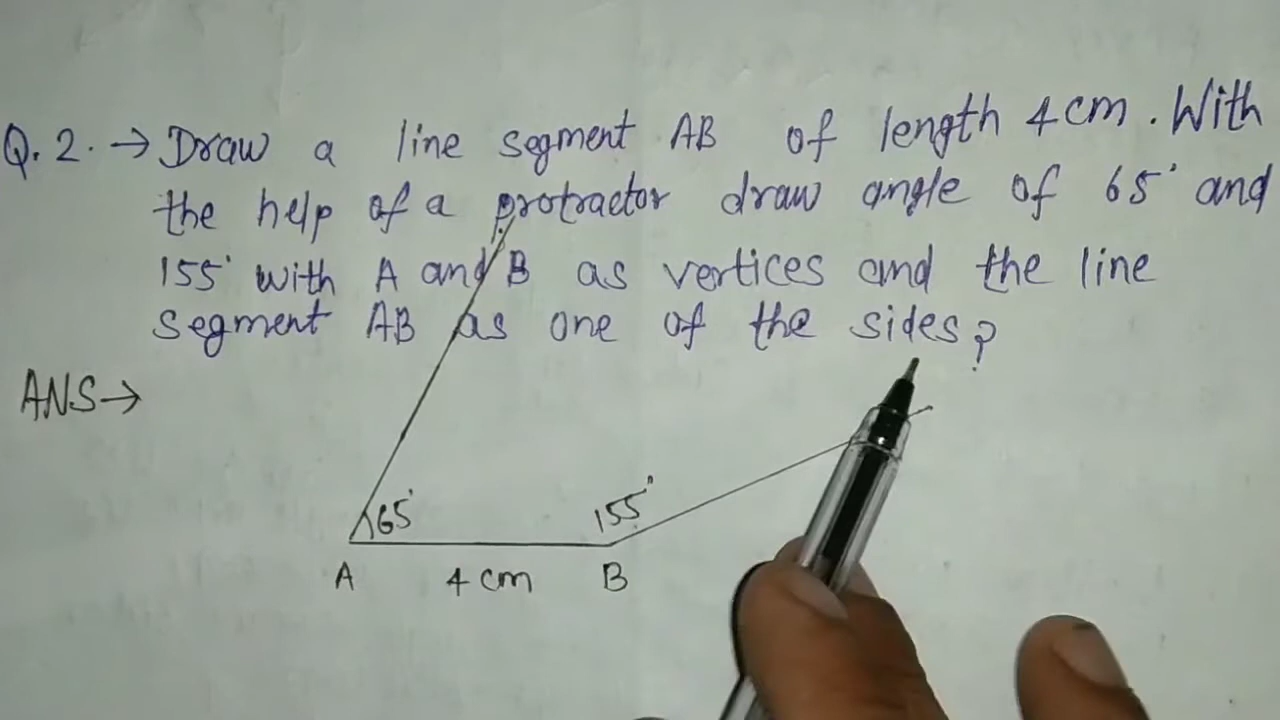 Q. 2. → Draw a line segment AB of length 4 cm. With
the help of a protractor draw angle of 65° and
155° with A and B as vertices and the line
segment AB as one of the sides?
ANS →
65° 155°
A 4 cm B